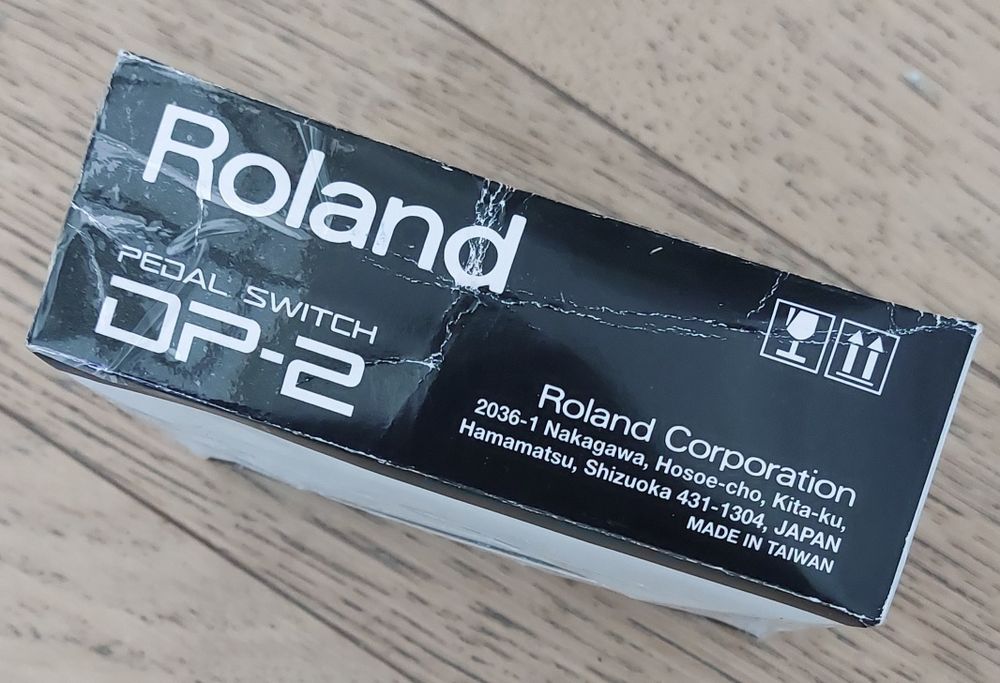 Roland
PEDAL SWITCH
DP-2
Roland Corporation
2036-1 Nakagawa, Hosoe-cho, Kita-ku,
Hamamatsu, Shizuoka 431-1304, JAPAN
MADE IN TAIWAN